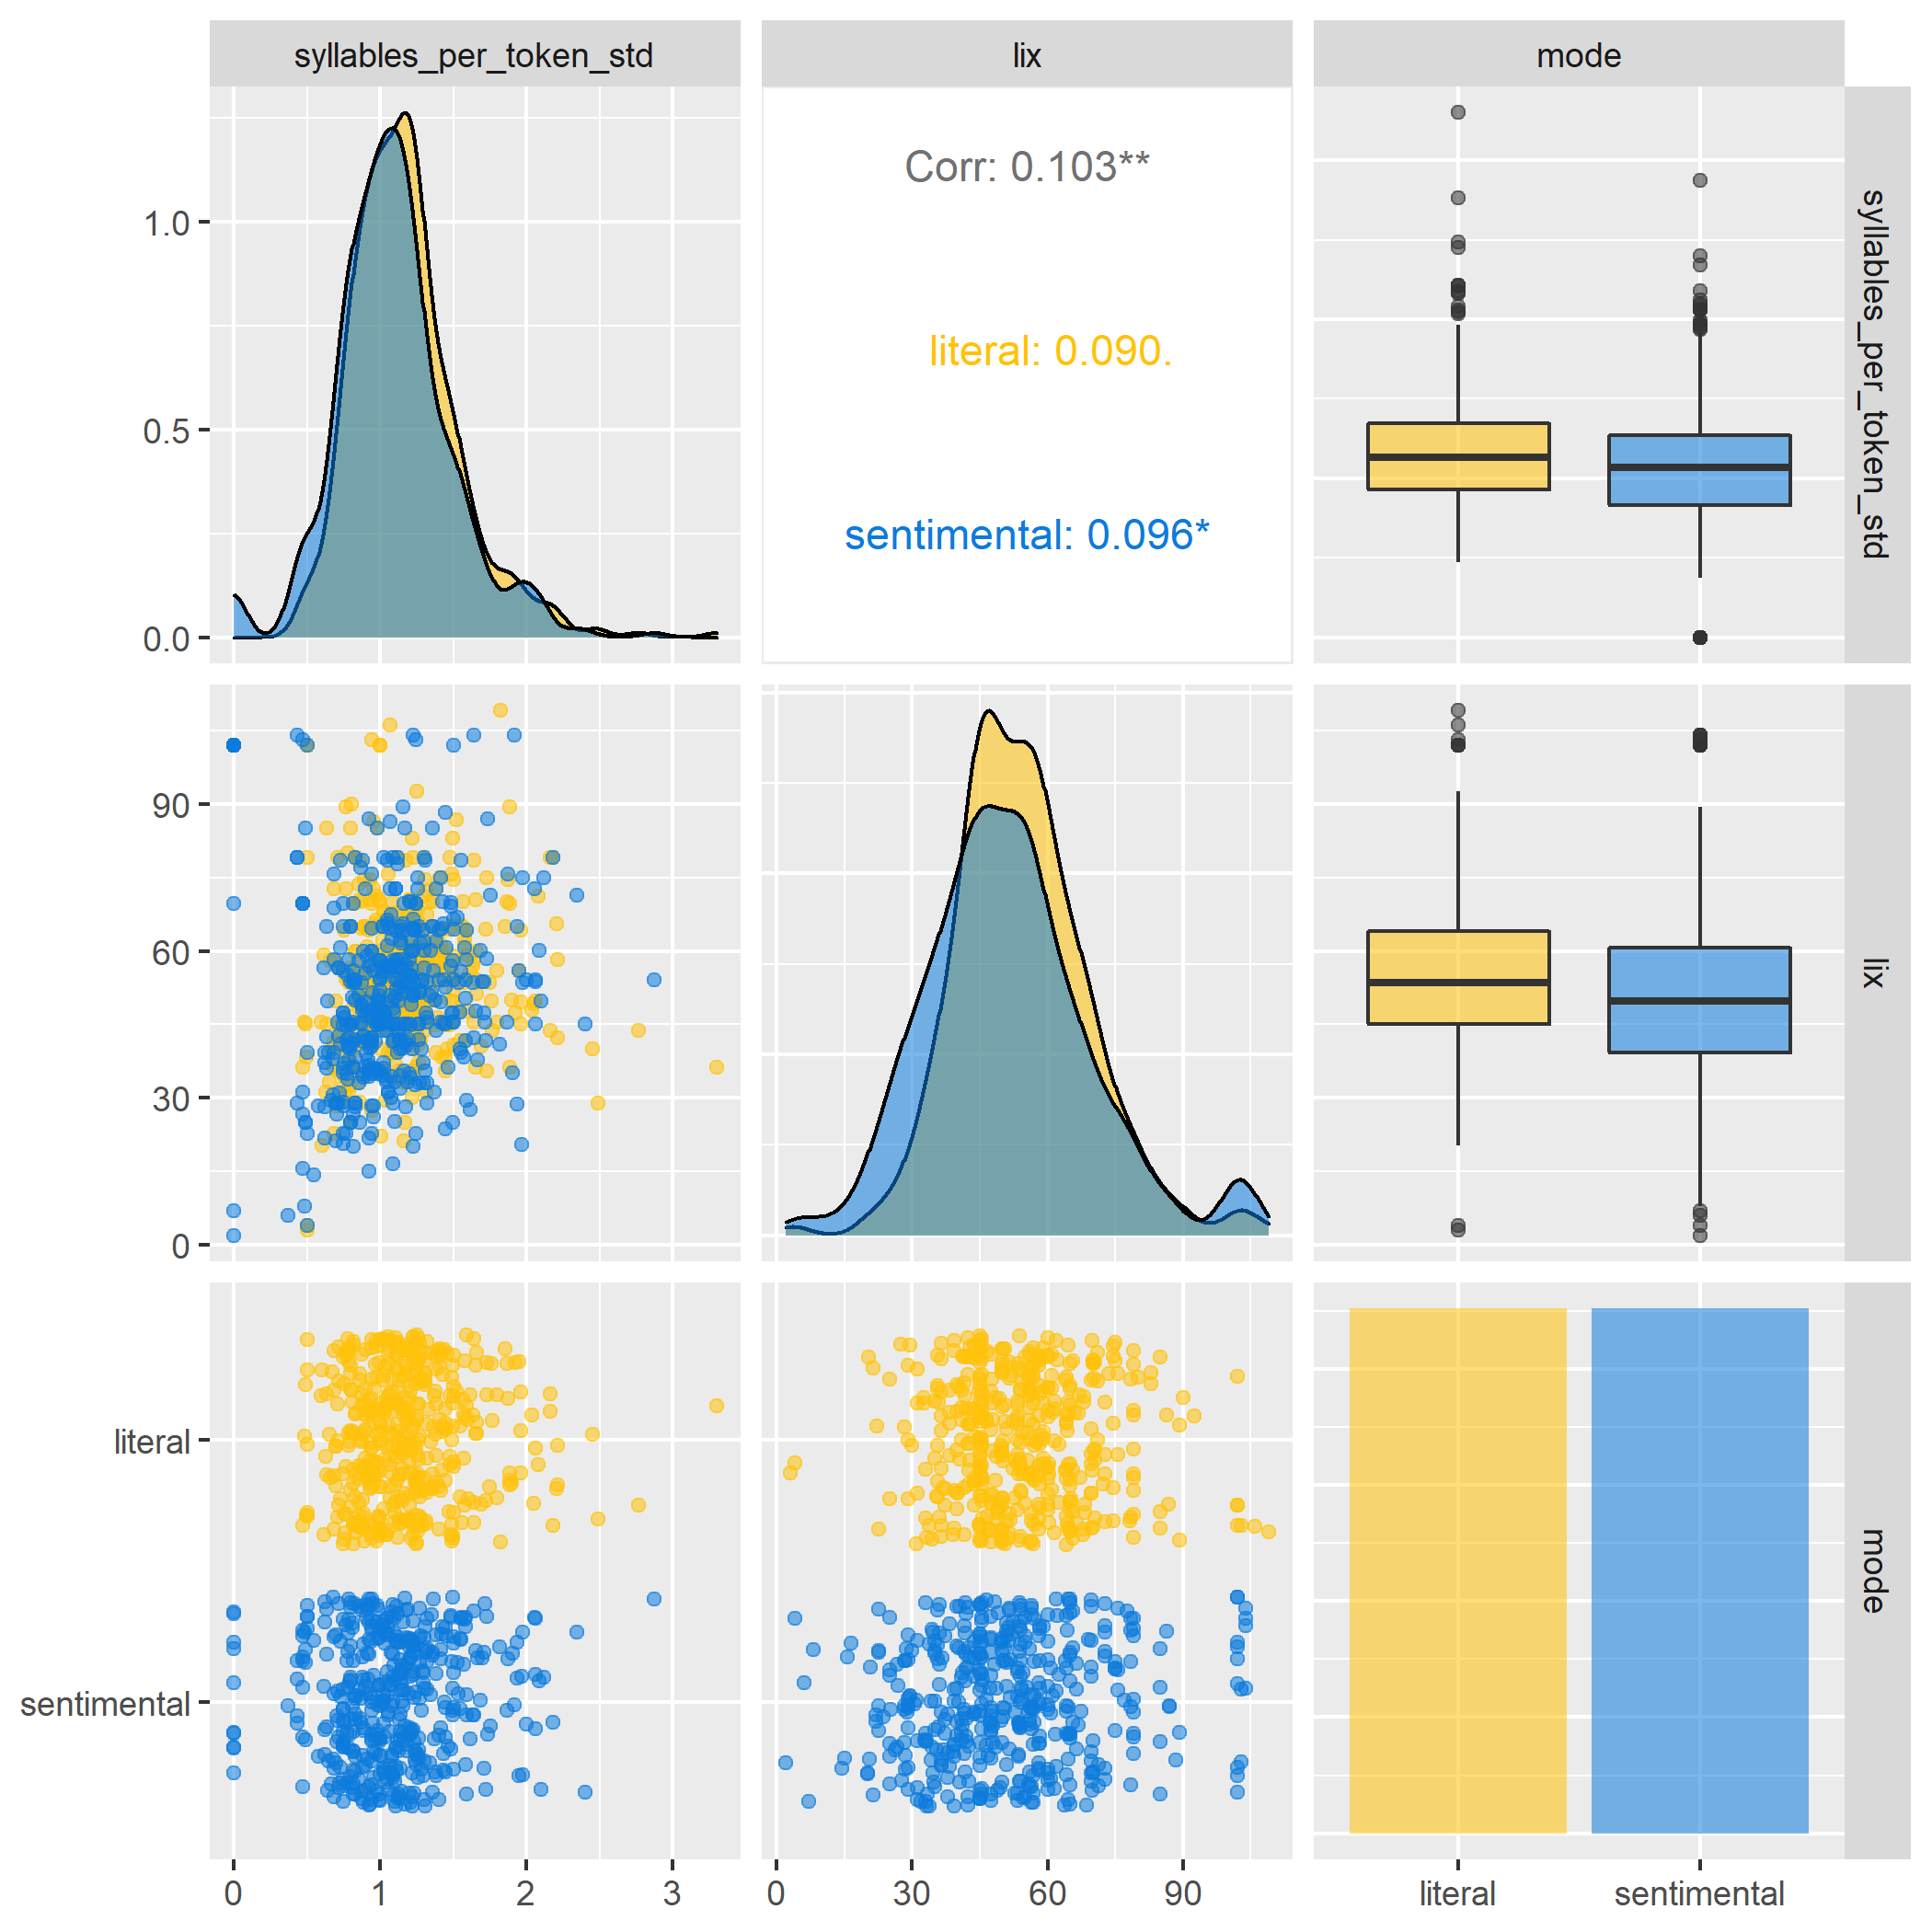 syllables_per_token_std
lix
mode
1.0
0.5
0.0
Corr: 0.103**
literal: 0.090.
sentimental: 0.096*
syllables_per_token_std
90
60
30
0
lix
literal
sentimental
mode
0 1 2 3
0 30 60 90
literal sentimental